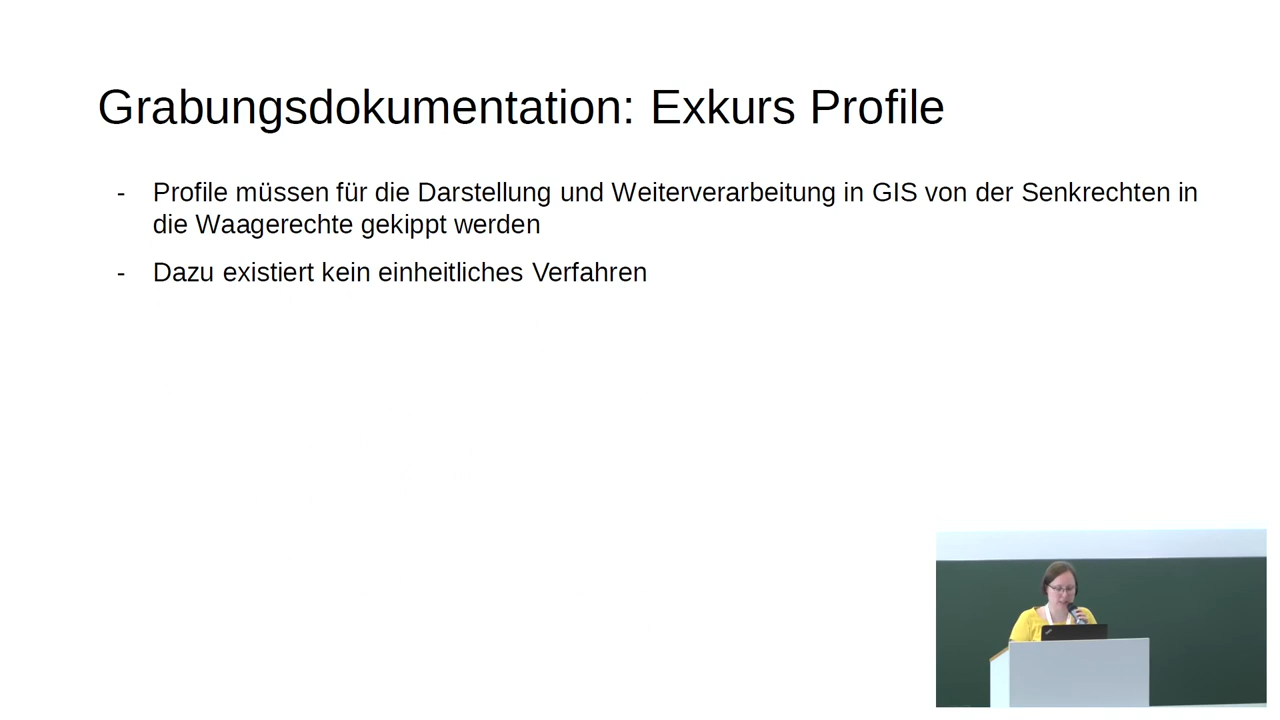 Grabungsdokumentation: Exkurs Profile
- Profile müssen für die Darstellung und Weiterverarbeitung in GIS von der Senkrechten in
die Waagerechte gekippt werden
- Dazu existiert kein einheitliches Verfahren